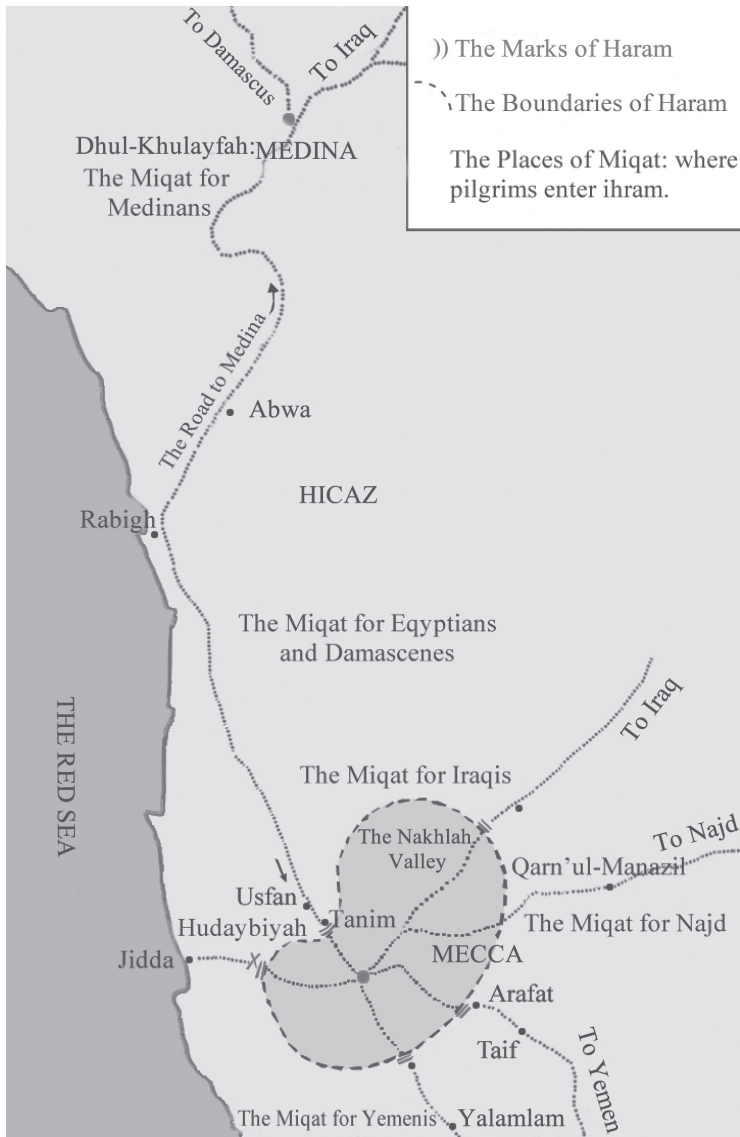 To Damascus
To Iraq
)) The Marks of Haram
The Boundaries of Haram
The Places of Miqat: where
pilgrims enter ihram.
Dhul-Khulayfah:
MEDINA
The Miqat for
Medinans
The Road to Medina
Abwa
HICAZ
Rabigh
The Miqat for Eqyptians
and Damascenes
THE RED SEA
To Iraq
The Miqat for Iraqis
The Nakhlah
Valley
To Najd
Qarn'ul-Manazil
Usfan
Tanim
The Miqat for Najd
Hudaybiyah
Jidda
MECCA
Arafat
Taif
To Yemen
The Miqat for Yemenis
Yalamlam